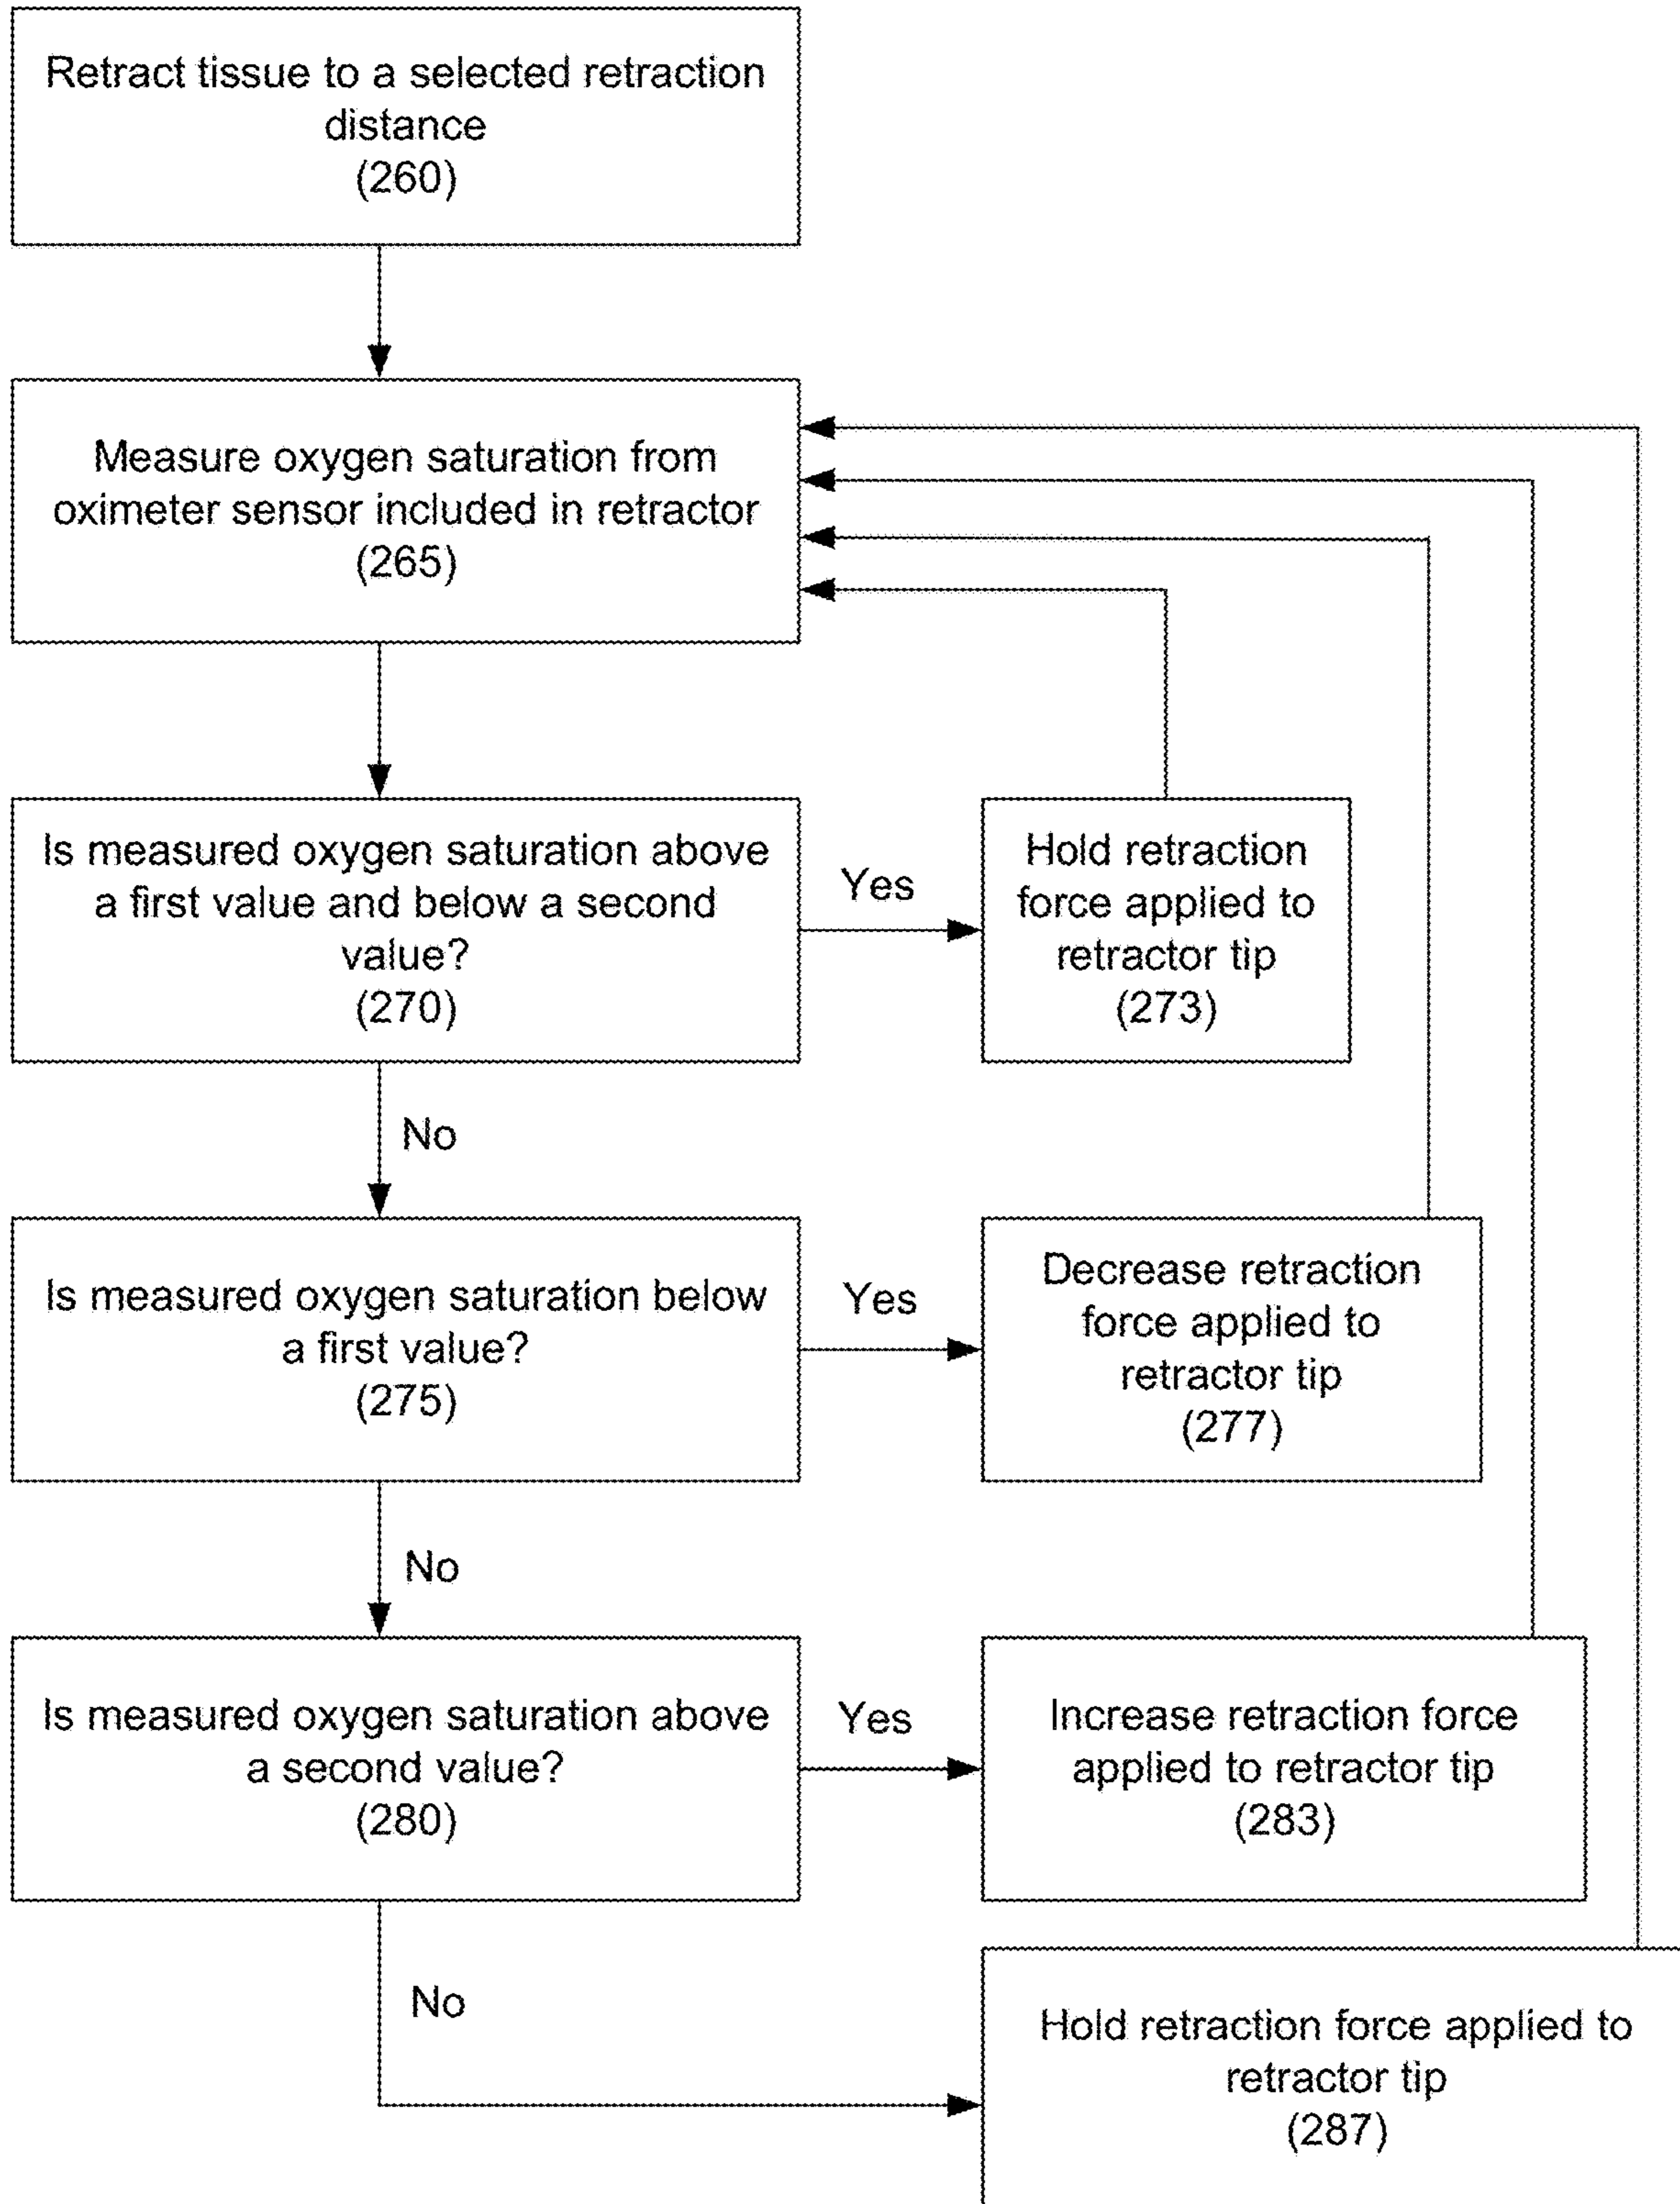 Retract tissue to a selected retraction
distance
(260)
Measure oxygen saturation from
oximeter sensor included in retractor
(265)
Is measured oxygen saturation above
a first value and below a second
value?
(270)
Yes
Hold retraction
force applied to
retractor tip
(273)
No
Is measured oxygen saturation below
a first value?
(275)
Yes
Decrease retraction
force applied to
retractor tip
(277)
No
Is measured oxygen saturation above
a second value?
(280)
Yes
Increase retraction force
applied to retractor tip
(283)
No
Hold retraction force applied to
retractor tip
(287)